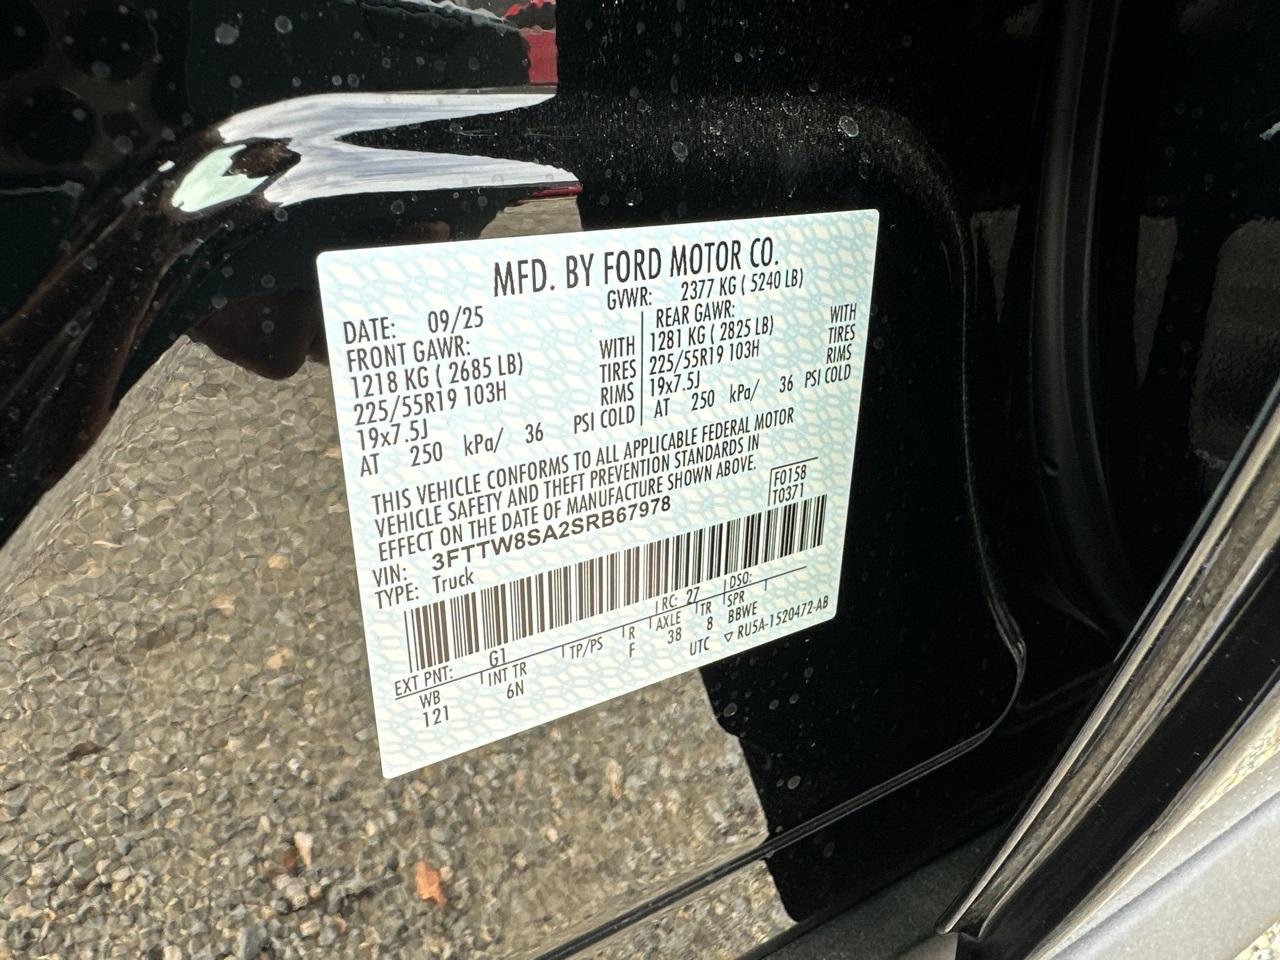 MFD. BY FORD MOTOR CO.
DATE: 09/25 GVWR: 2377 KG ( 5240 LB)
FRONT GAWR: REAR GAWR:
1218 KG ( 2685 LB) WITH 1281 KG ( 2825 LB) WITH
225/55R19 103H TIRES 225/55R19 103H TIRES
19x7.5J RIMS 19x7.5J RIMS
AT 250 kPa/ 36 PSI COLD AT 250 kPa/ 36 PSI COLD
THIS VEHICLE CONFORMS TO ALL APPLICABLE FEDERAL MOTOR
VEHICLE SAFETY AND THEFT PREVENTION STANDARDS IN
EFFECT ON THE DATE OF MANUFACTURE SHOWN ABOVE.
VIN: 3FTTW8SA2SRB67978 F0158
TYPE: Truck T0371
EXT PNT: G1 RC: 27 DSO:
WB INT TR TP/PS R AXLE TR SPR
121 6N F 38 8 BBWE
UTC ▽ RU5A-1520472-AB